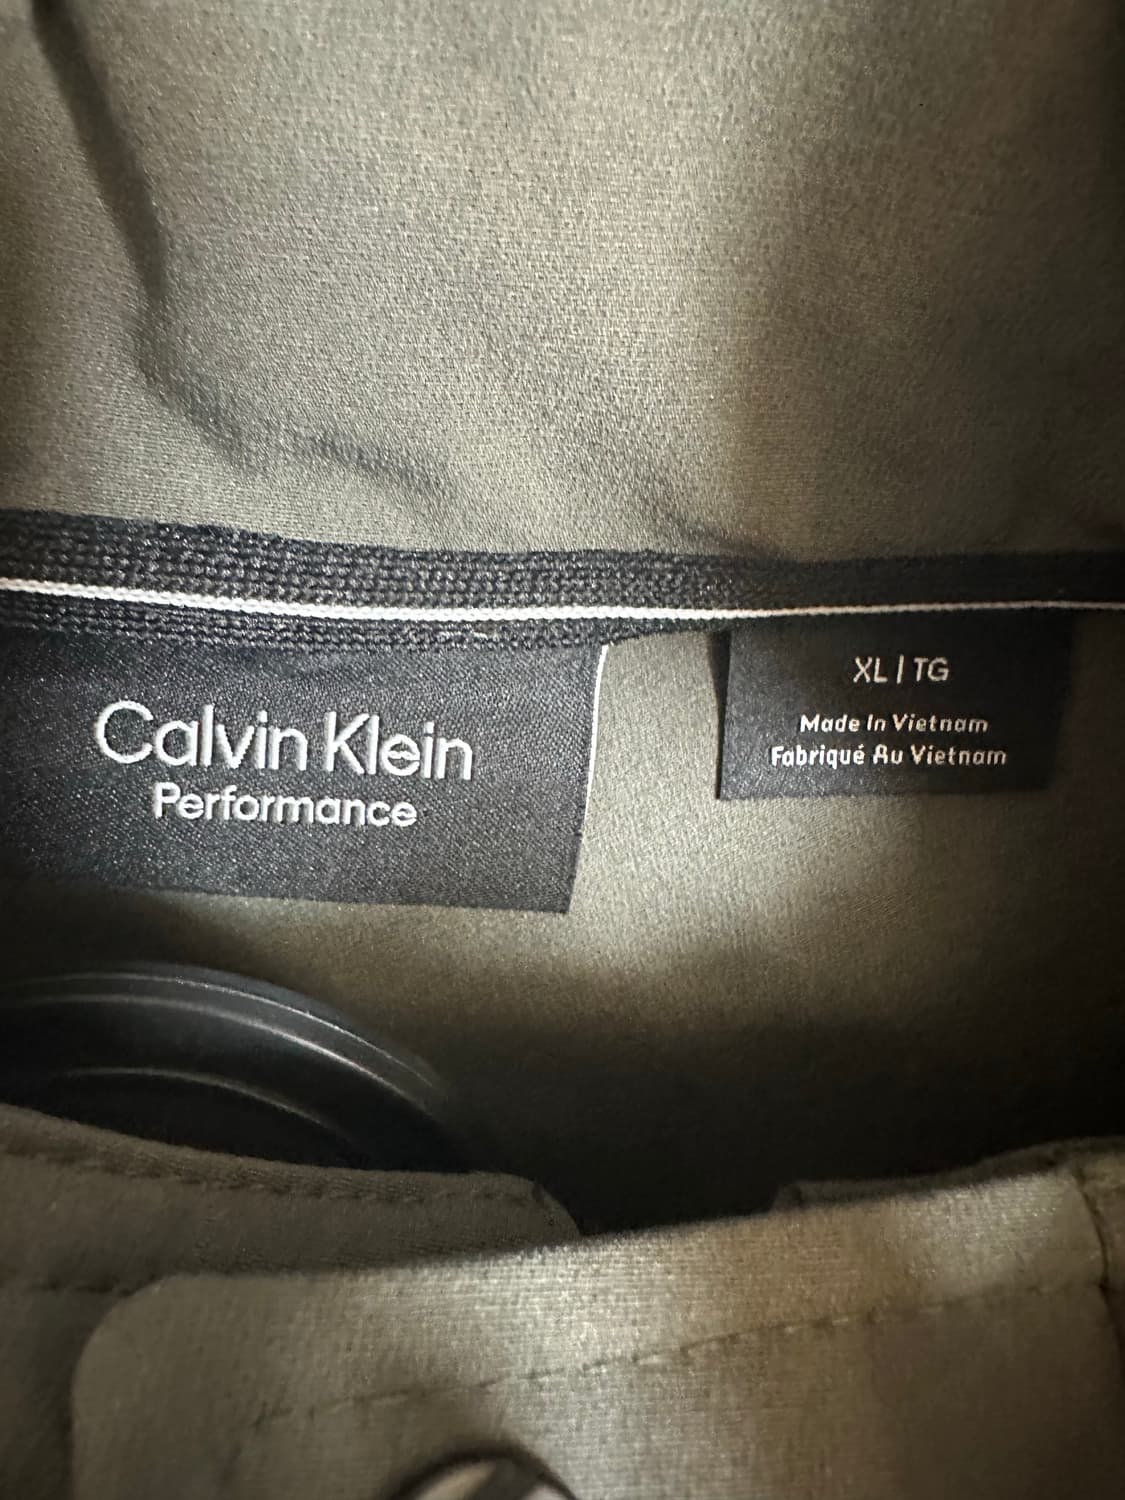 Calvin Klein
Performance
XL | TG
Made In Vietnam
Fabriqué Au Vietnam